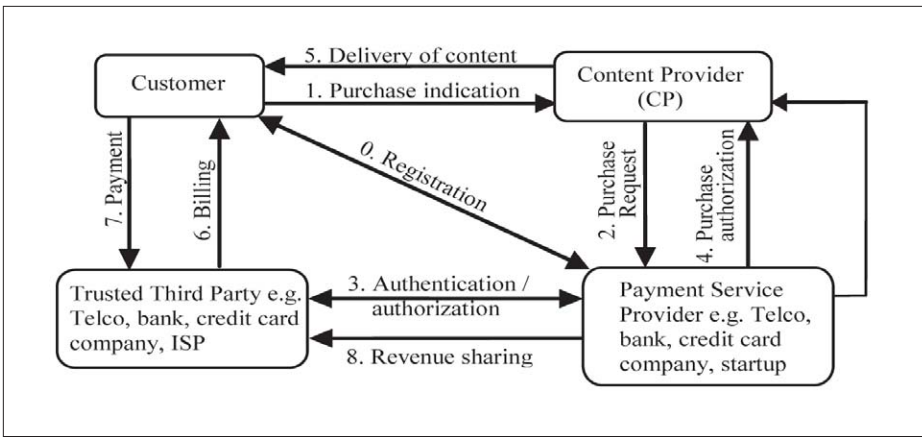 5. Delivery of content
Customer
Content Provider
(CP)
1. Purchase indication
0. Registration
7. Payment
6. Billing
2. Purchase
Request
4. Purchase
authorization
Trusted Third Party e.g.
Telco, bank, credit card
company, ISP
3. Authentication /
authorization
8. Revenue sharing
Payment Service
Provider e.g. Telco,
bank, credit card
company, startup